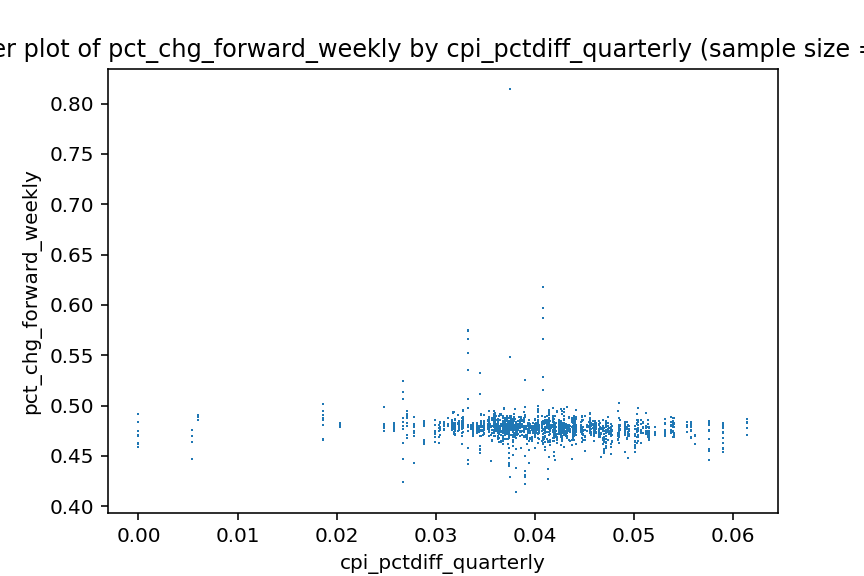 er plot of pct_chg_forward_weekly by cpi_pctdiff_quarterly (sample size =
0.80
0.75
0.70
0.65
0.60
0.55
0.50
0.45
0.40
pct_chg_forward_weekly
0.00 0.01 0.02 0.03 0.04 0.05 0.06
cpi_pctdiff_quarterly